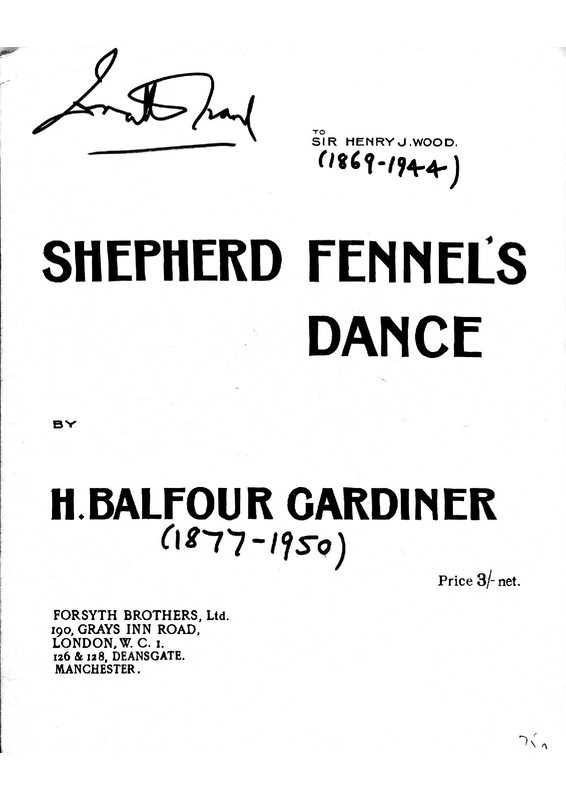 TO
SIR HENRY J. WOOD.
(1869-1944)
SHEPHERD FENNEL'S
DANCE
BY
H. BALFOUR GARDINER
(1877-1950)
Price 3/- net.
FORSYTH BROTHERS, Ltd.
190, GRAYS INN ROAD,
LONDON, W. C. 1.
126 & 128, DEANSGATE.
MANCHESTER.